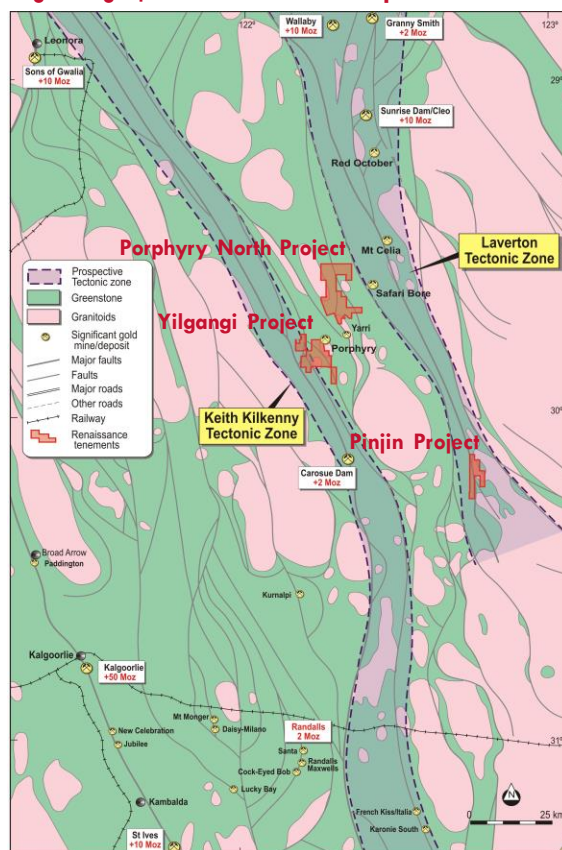 122°
123°
Wallaby
+10 Moz
Granny Smith
+2 Moz
Leonora
Sons of Gwalia
+10 Moz
29°
Sunrise Dam/Cleo
+10 Moz
Red October
Porphyry North Project
Mt Celia
Laverton
Tectonic Zone
Prospective
Tectonic zone
Greenstone
Granitoids
Significant gold
mine/deposit
Major faults
Faults
Major roads
Other roads
Railway
Renaissance
tenements
Safari Bore
Yilgangi Project
Yarri
Porphyry
30°
Keith Kilkenny
Tectonic Zone
Pinjin Project
Carosue Dam
+2 Moz
Broad Arrow
Paddington
Kurnalpi
Kalgoorlie
Kalgoorlie
+50 Moz
Mt Monger
Daisy-Milano
New Celebration
Jubilee
Randalls
2 Moz
Santa
Randalls
Maxwells
Cock-Eyed Bob
Lucky Bay
31°
Kambalda
French Kiss/Italia
Karonie South
St Ives
+10 Moz
N
0
25 km